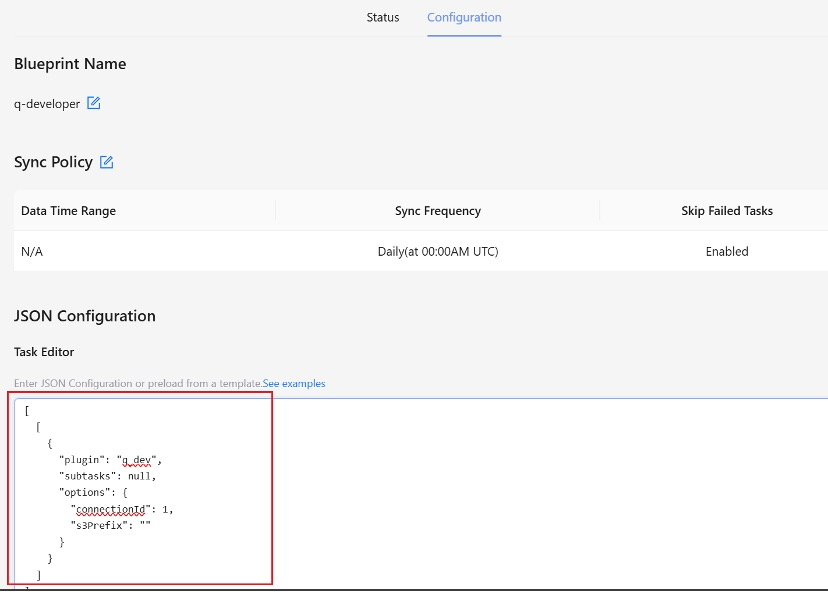 Status Configuration
Blueprint Name
q-developer
Sync Policy
Data Time Range Sync Frequency Skip Failed Tasks
N/A Daily(at 00:00AM UTC) Enabled
JSON Configuration
Task Editor
Enter JSON Configuration or preload from a template.See examples
[
[
{
"plugin": "q_dev",
"subtasks": null,
"options": {
"connectionId": 1,
"s3Prefix": ""
}
}
]